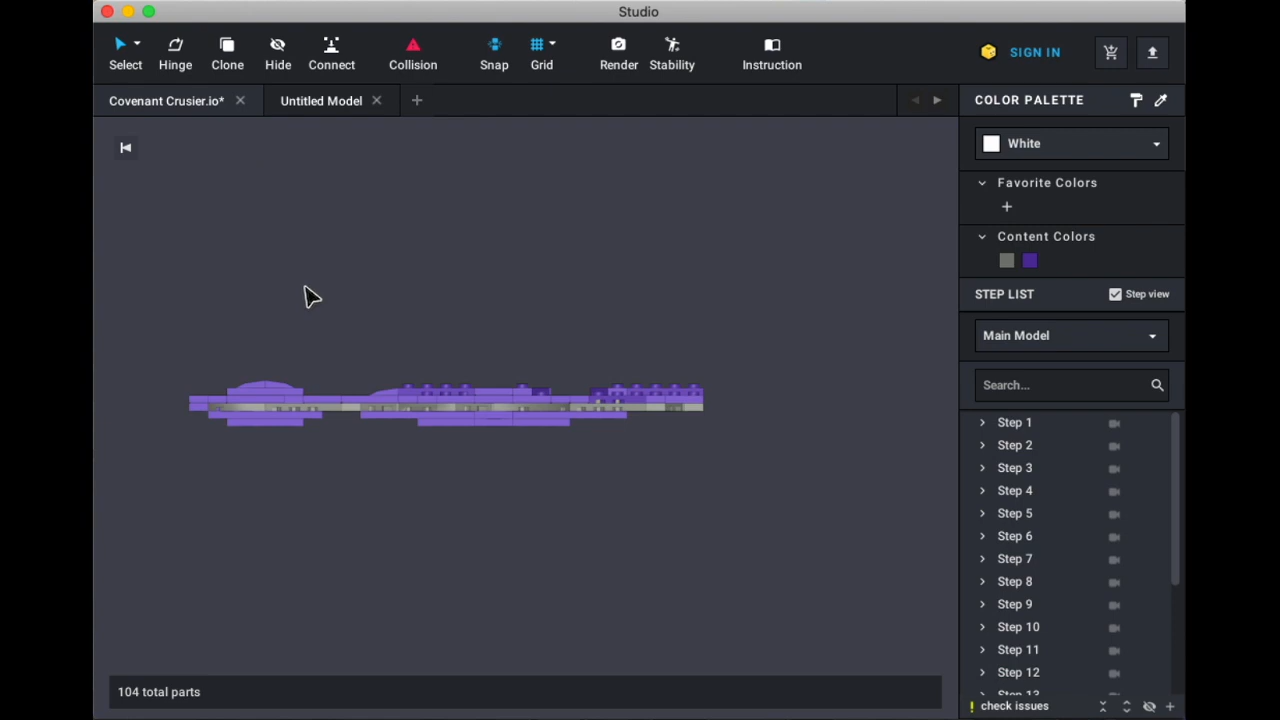 Studio
Select Hinge Clone Hide Connect Collision Snap Grid Render Stability Instruction SIGN IN
Covenant Crusier.io* Untitled Model
COLOR PALETTE
White
Favorite Colors
Content Colors
STEP LIST Step view
Main Model
Search...
Step 1
Step 2
Step 3
Step 4
Step 5
Step 6
Step 7
Step 8
Step 9
Step 10
Step 11
Step 12
Step 13
104 total parts
! check issues